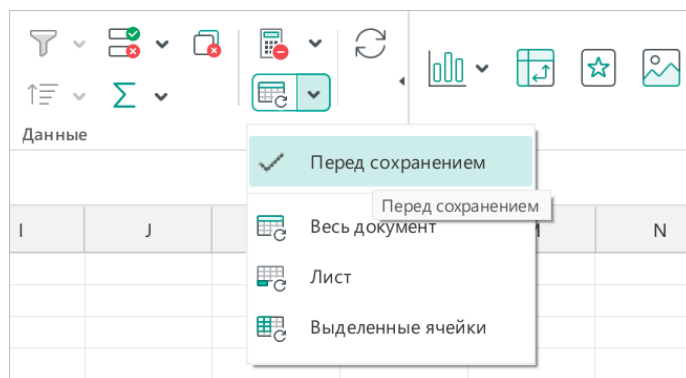 Данные
Перед сохранением
Перед сохранением
I J M N
Весь документ
Лист
Выделенные ячейки